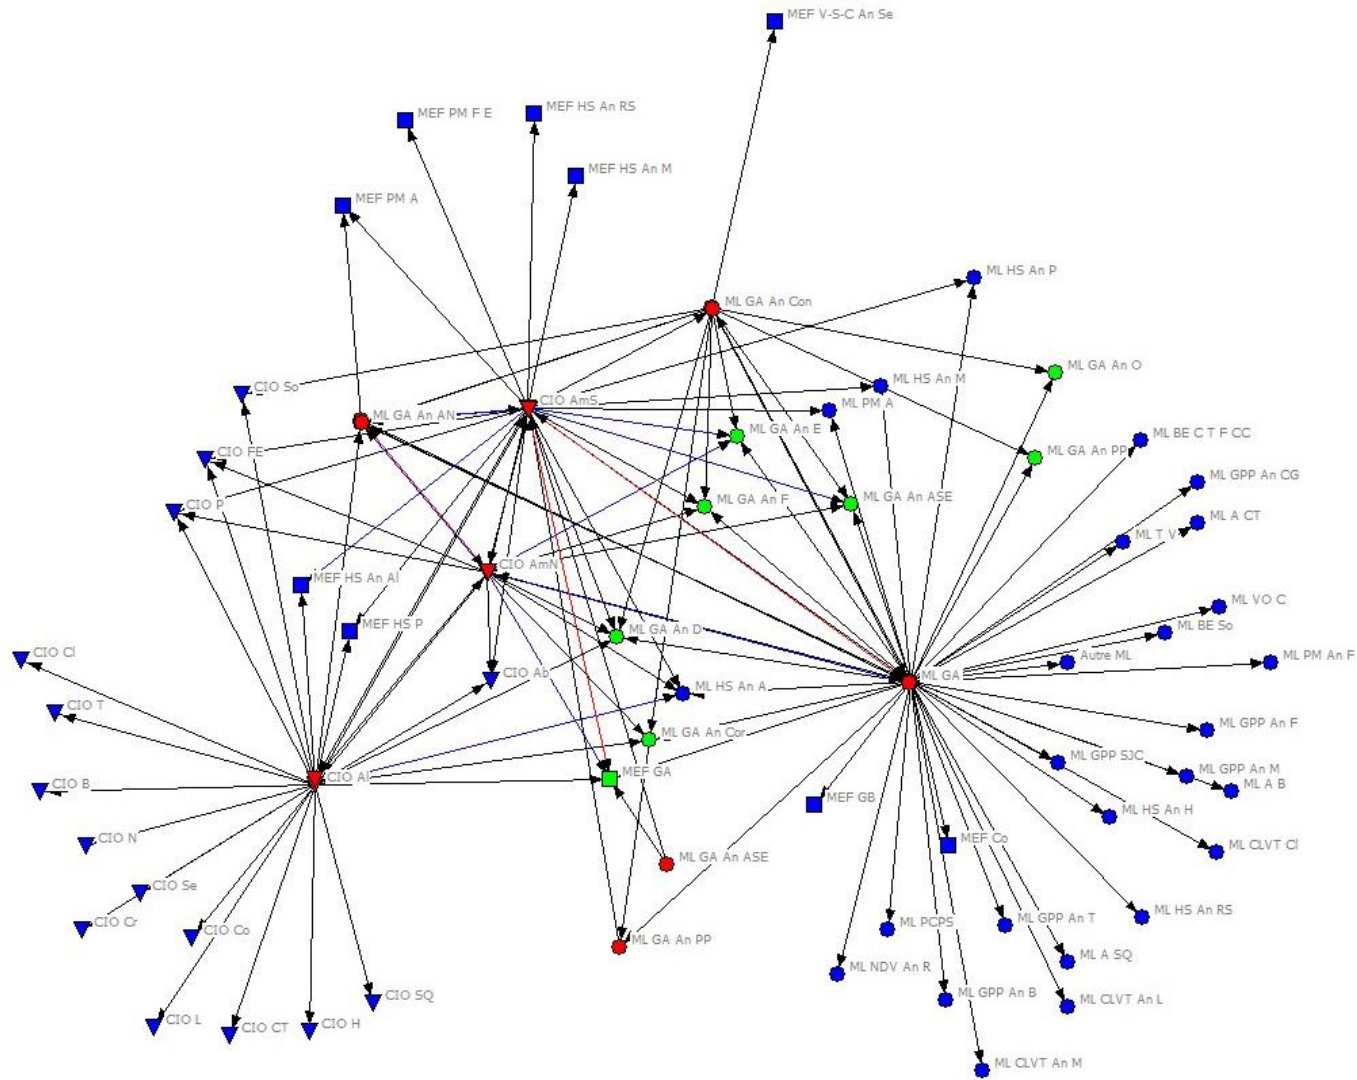 MEF V-S-C An Se
MEF HS An RS
MEF PM F E
MEF HS An M
MEF PM A
ML HS An P
ML GA An Con
ML GA An O
ML HS An M
CIO So
CIO AmS
ML PM A
ML GA An AN
ML GA An E
ML BE C T F CC
CIO FE
ML GA An PP
ML GPP An CG
ML GA An F
ML GA An ASE
CIO P
ML A CT
ML T V
CIO AmN
MEF HS An Al
ML VO C
MEF HS P
ML GA An D
ML BE So
CIO Cl
Autre ML
ML PM An F
CIO Ab
ML GA
ML HS An A
CIO T
ML GPP An F
ML GA An Cor
ML GPP SJC
CIO Al
MEF GA
ML GPP An M
CIO B
ML A B
MEF GB
ML HS An H
CIO N
MEF Co
ML CLVT Cl
ML GA An ASE
CIO Se
ML HS An RS
CIO Cr
CIO Co
ML PCPS
ML GPP An T
ML GA An PP
ML A SQ
ML NDV An R
CIO SQ
ML GPP An B
ML CLVT An L
CIO L
CIO CT
CIO H
ML CLVT An M